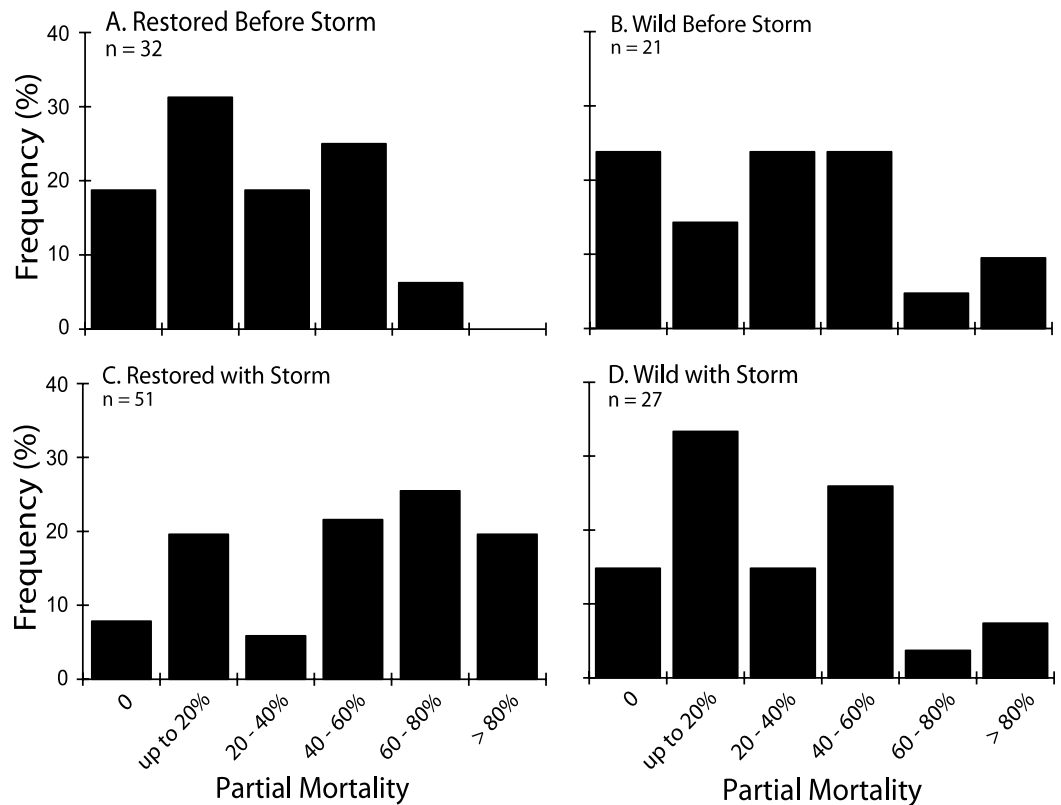 A. Restored Before Storm
n = 32
40
30
20
10
0
Frequency (%)
B. Wild Before Storm
n = 21
C. Restored with Storm
n = 51
40
30
20
10
0
Frequency (%)
D. Wild with Storm
n = 27
0
up to 20%
20 - 40%
40 - 60%
60 - 80%
> 80%
Partial Mortality
0
up to 20%
20 - 40%
40 - 60%
60 - 80%
> 80%
Partial Mortality